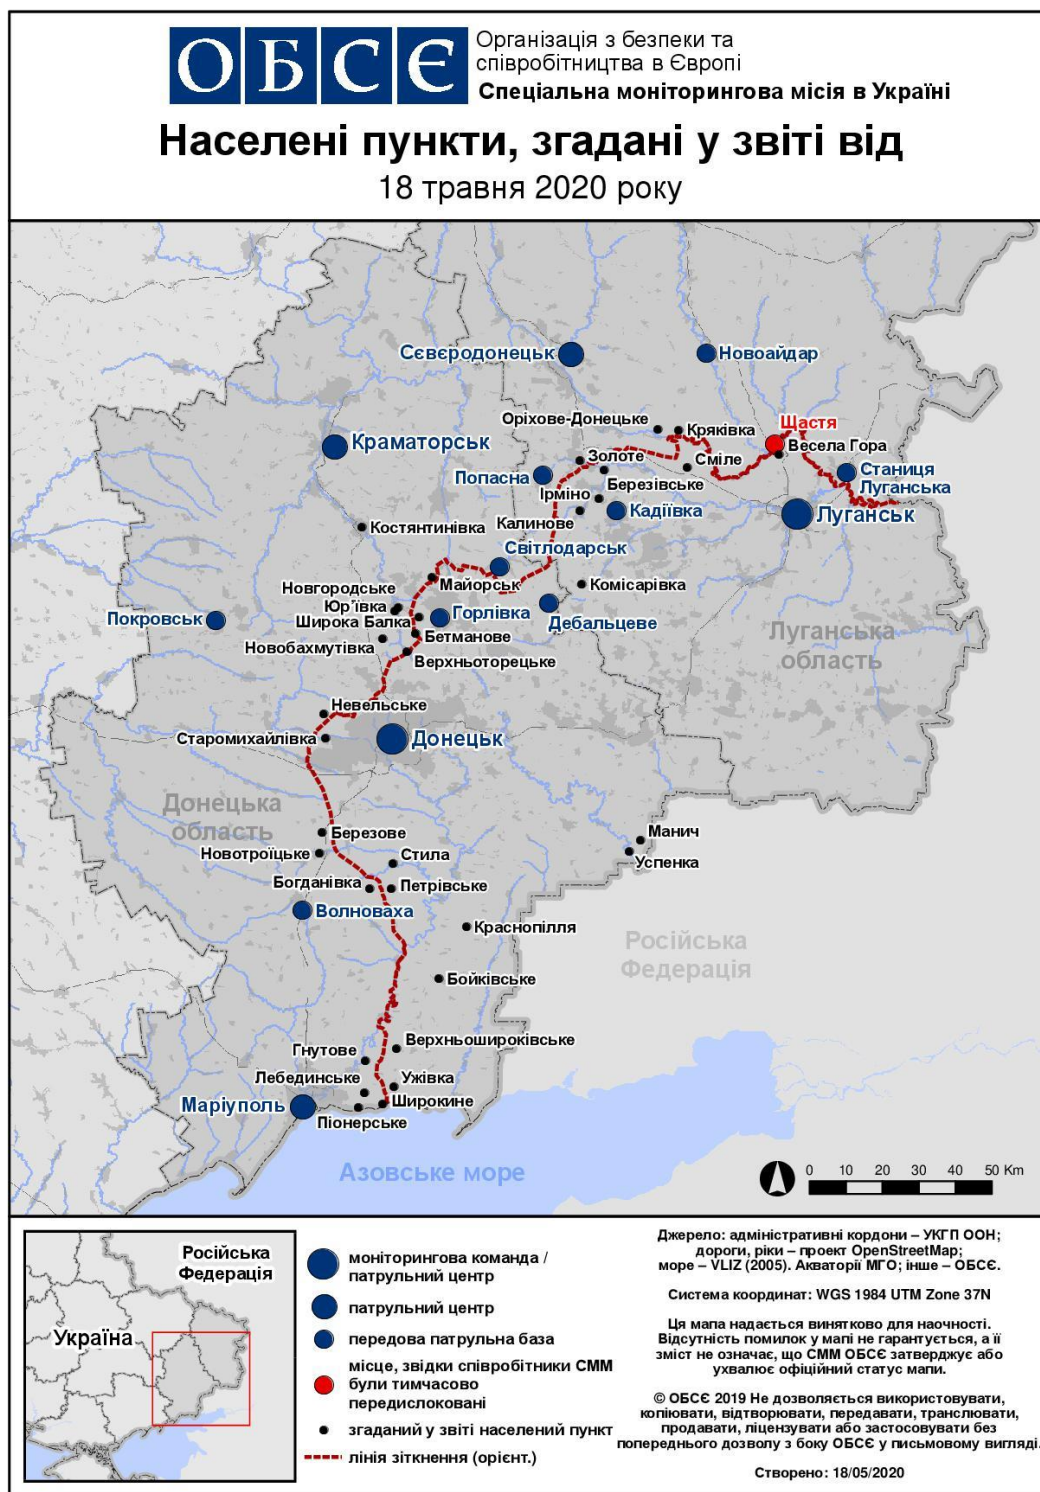 ОБСЄ
Організація з безпеки та
співробітництва в Європі
Спеціальна моніторингова місія в Україні
Населені пункти, згадані у звіті від
18 травня 2020 року
Сєвєродонецьк
Новоайдар
Оріхове-Донецьке
Кряківка
Щастя
Весела Гора
Краматорськ
Золоте
Сміле
Станиця
Луганська
Попасна
Березівське
Ірміно
Кадіївка
Калинове
Луганськ
Костянтинівка
Світлодарськ
Майорськ
Комісарівка
Новгородське
Юр'ївка
Широка Балка
Горлівка
Дебальцеве
Покровськ
Бетманове
Новобахмутівка
Верхньоторецьке
Луганська
область
Невельське
Старомихайлівка
Донецьк
Донецька
область
Березове
Манич
Новотроїцьке
Стила
Успенка
Богданівка
Петрівське
Волноваха
Краснопілля
Російська
Федерація
Бойківське
Гнутове
Верхньошироківське
Лебединське
Ужівка
Маріуполь
Широкине
Піонерське
Азовське море
0 10 20 30 40 50 Km
Російська
Федерація
Україна
моніторингова команда /
патрульний центр
патрульний центр
передова патрульна база
місце, звідки співробітники СММ
були тимчасово
передислоковані
згаданий у звіті населений пункт
лінія зіткнення (орієнт.)
Джерело: адміністративні кордони – УКГП ООН;
дороги, ріки – проект OpenStreetMap;
море – VLIZ (2005). Акваторії МГО; інше – ОБСЄ.
Система координат: WGS 1984 UTM Zone 37N
Ця мапа надається винятково для наочності.
Відсутність помилок у мапі не гарантується, а її
зміст не означає, що СММ ОБСЄ затверджує або
ухвалює офіційний статус мапи.
© ОБСЄ 2019 Не дозволяється використовувати,
копіювати, відтворювати, передавати, транслювати,
продавати, ліцензувати або застосовувати без
попереднього дозволу з боку ОБСЄ у письмовому вигляді.
Створено: 18/05/2020